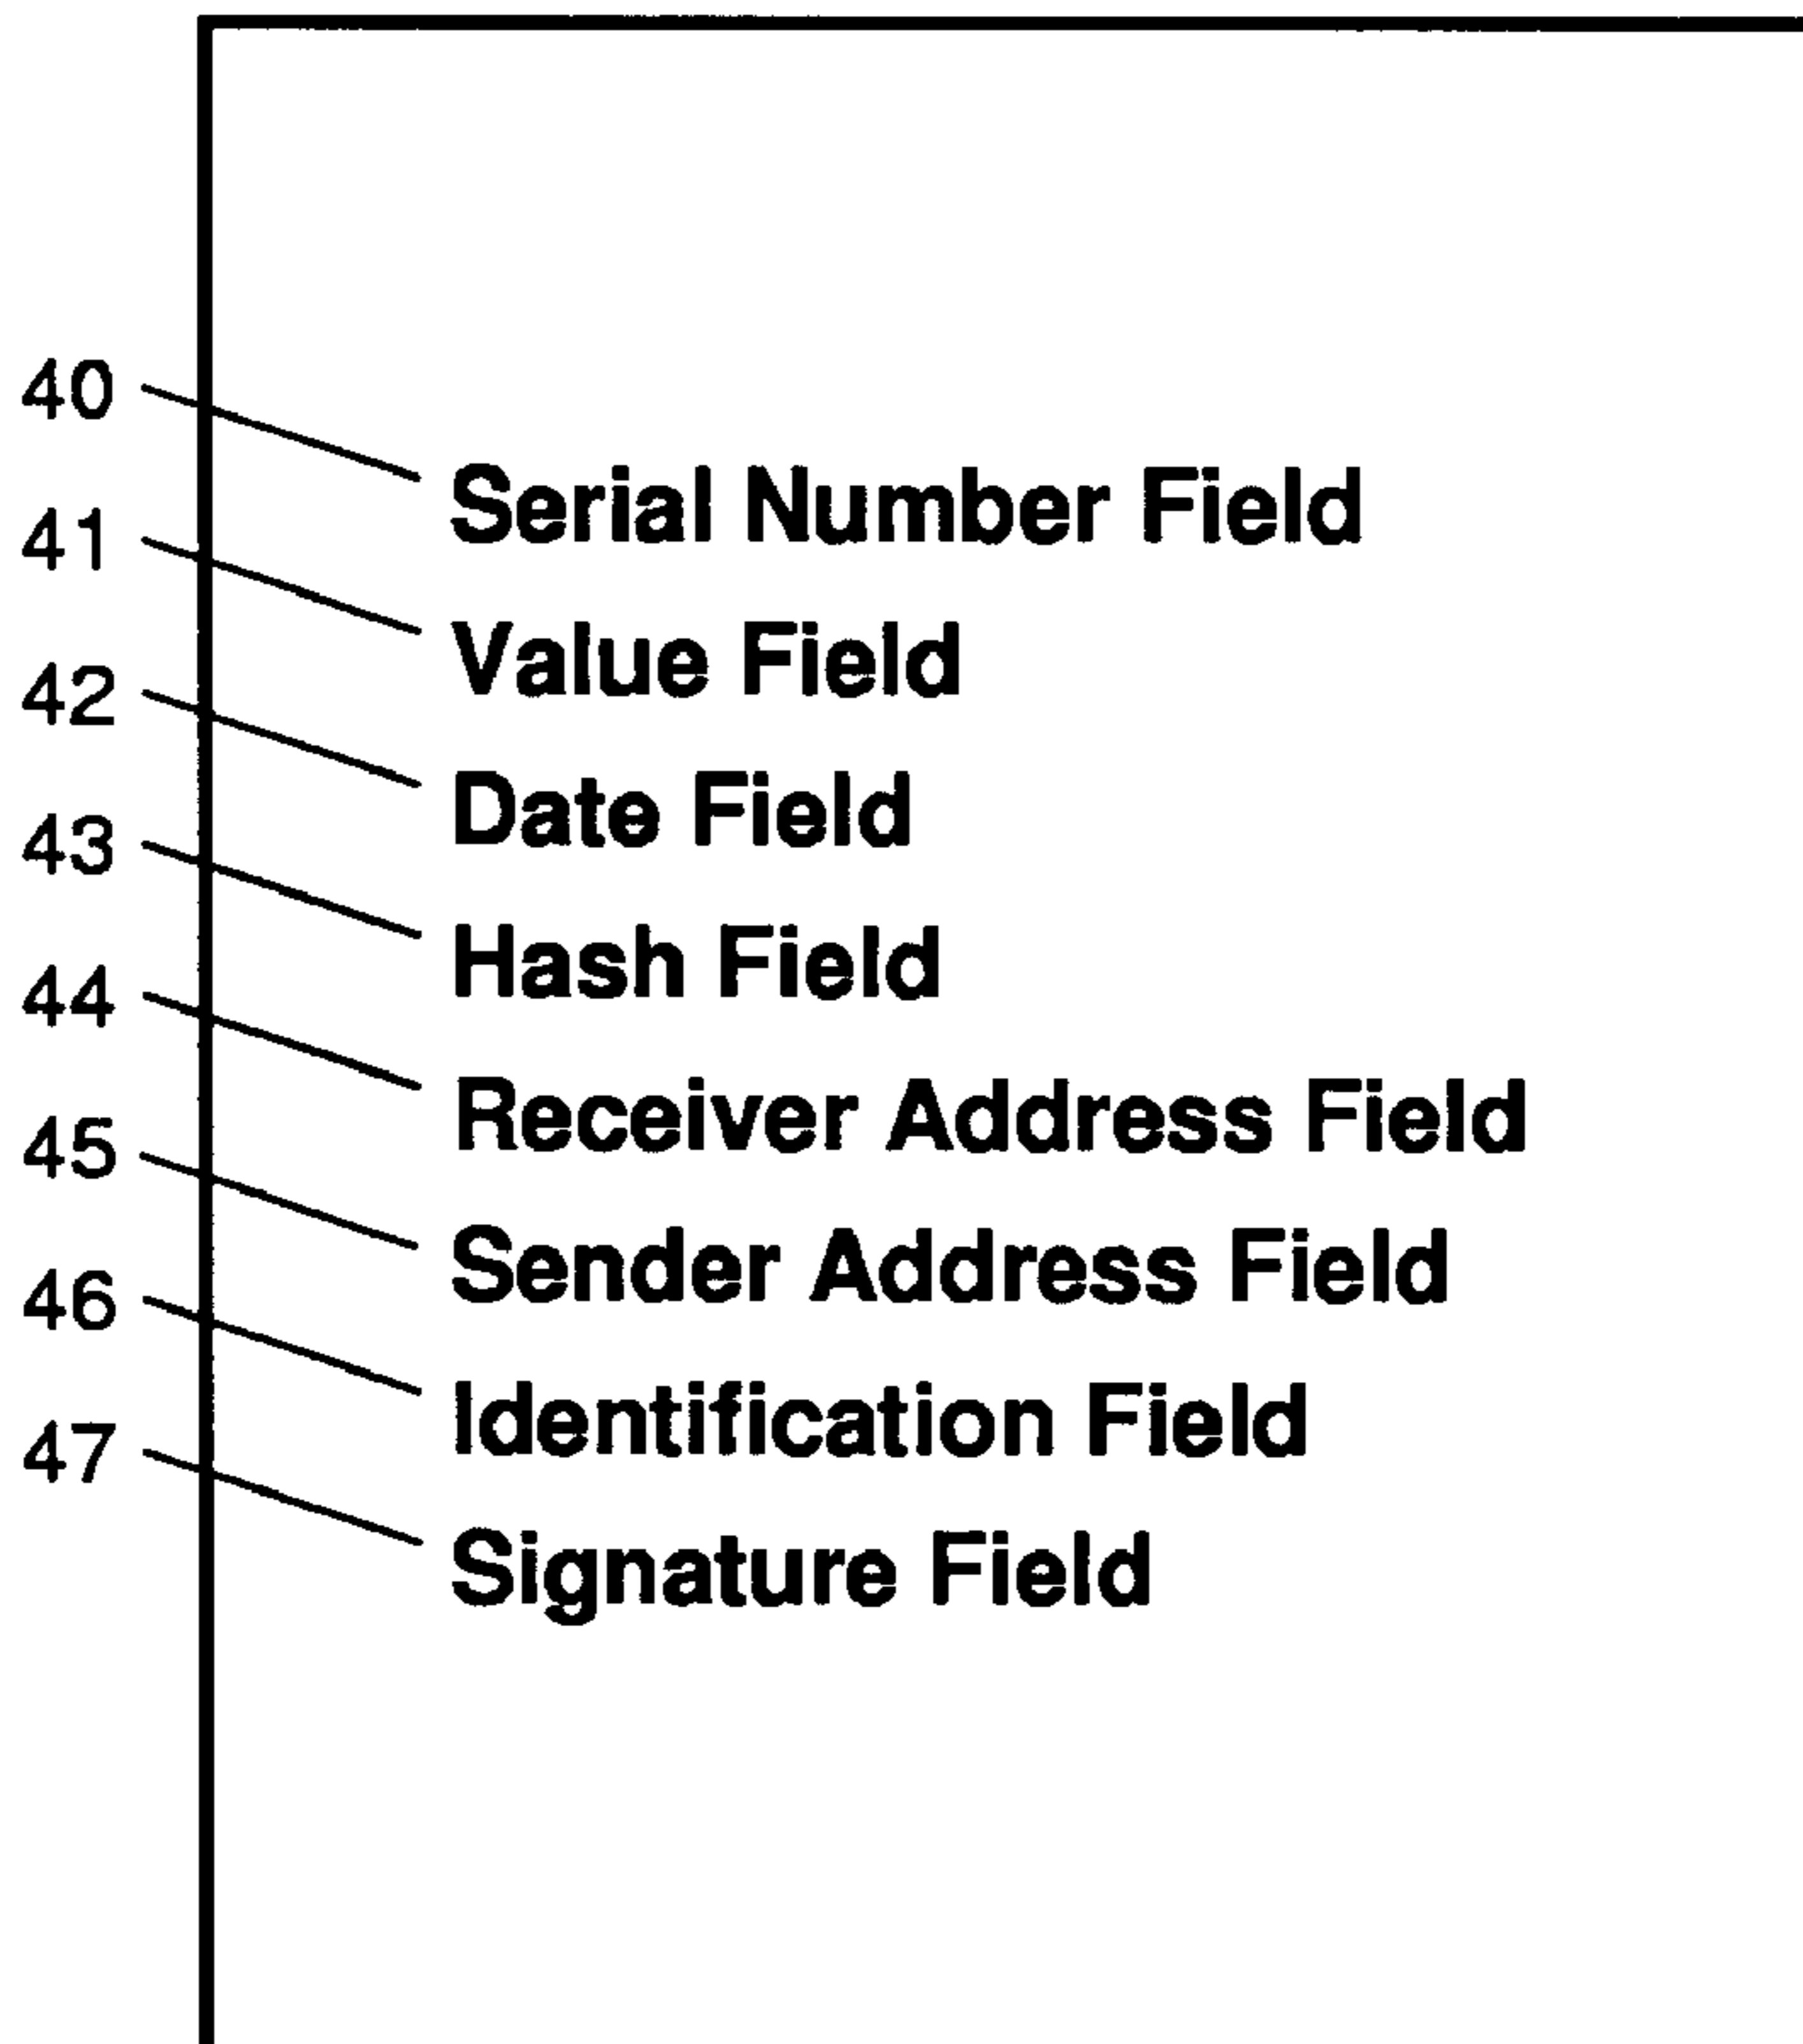 40 Serial Number Field
41 Value Field
42 Date Field
43 Hash Field
44 Receiver Address Field
45 Sender Address Field
46 Identification Field
47 Signature Field